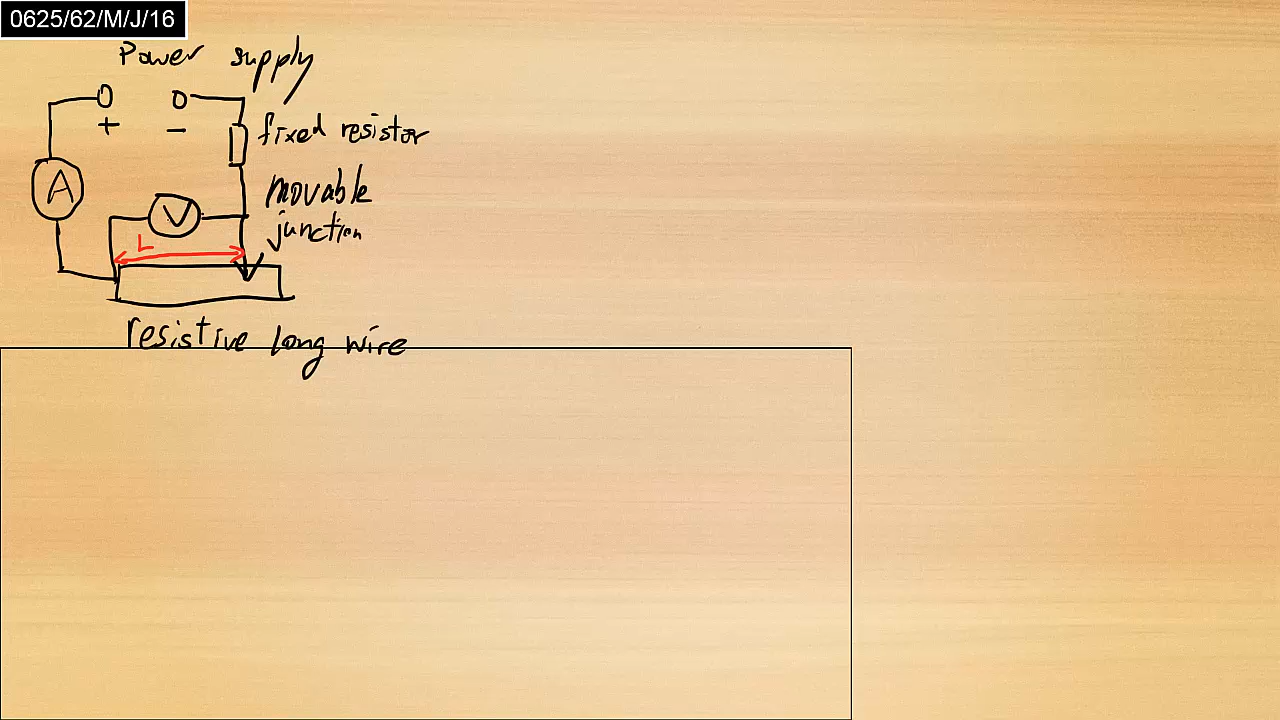 0625/62/M/J/16
Power supply
+ −
fixed resistor
A
movable
V
junction
L
resistive long wire